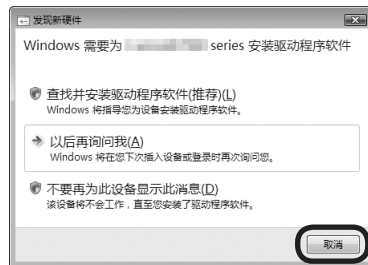 发现新硬件
Windows 需要为 series 安装驱动程序软件
查找并安装驱动程序软件(推荐)(L)
Windows 将指导您为设备安装驱动程序软件。
以后再询问我(A)
Windows 将在您下次插入设备或登录时再次询问您。
不要再为此设备显示此消息(D)
该设备将不会工作，直至您安装了驱动程序软件。
取消